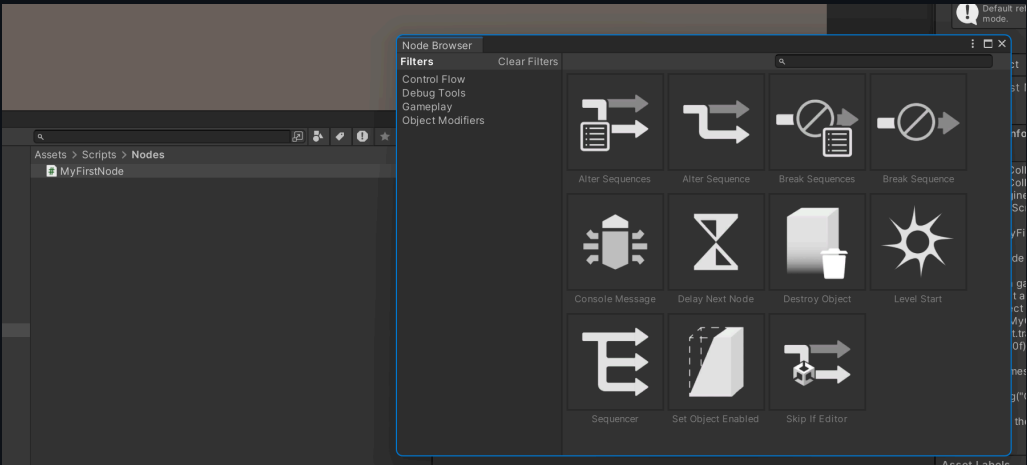 Default
mode.
Node Browser
Filters Clear Filters
Control Flow
Debug Tools
Gameplay
Object Modifiers
Assets > Scripts > Nodes
# MyFirstNode
Alter Sequences Alter Sequence Break Sequences Break Sequence
Console Message Delay Next Node Destroy Object Level Start
Sequencer Set Object Enabled Skip If Editor
Asset Labels